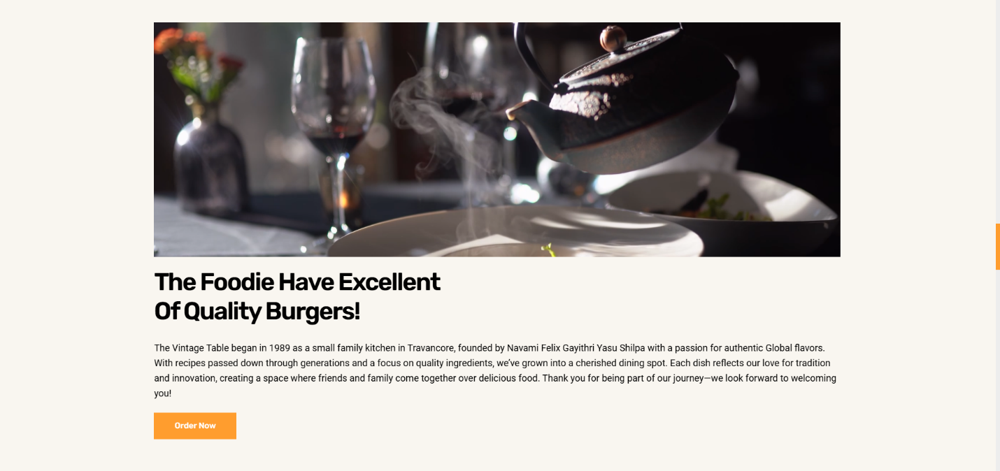 The Foodie Have Excellent
Of Quality Burgers!
The Vintage Table began in 1989 as a small family kitchen in Travancore, founded by Navami Felix Gayithri Yasu Shilpa with a passion for authentic Global flavors.
With recipes passed down through generations and a focus on quality ingredients, we’ve grown into a cherished dining spot. Each dish reflects our love for tradition
and innovation, creating a space where friends and family come together over delicious food. Thank you for being part of our journey—we look forward to welcoming
you!
Order Now